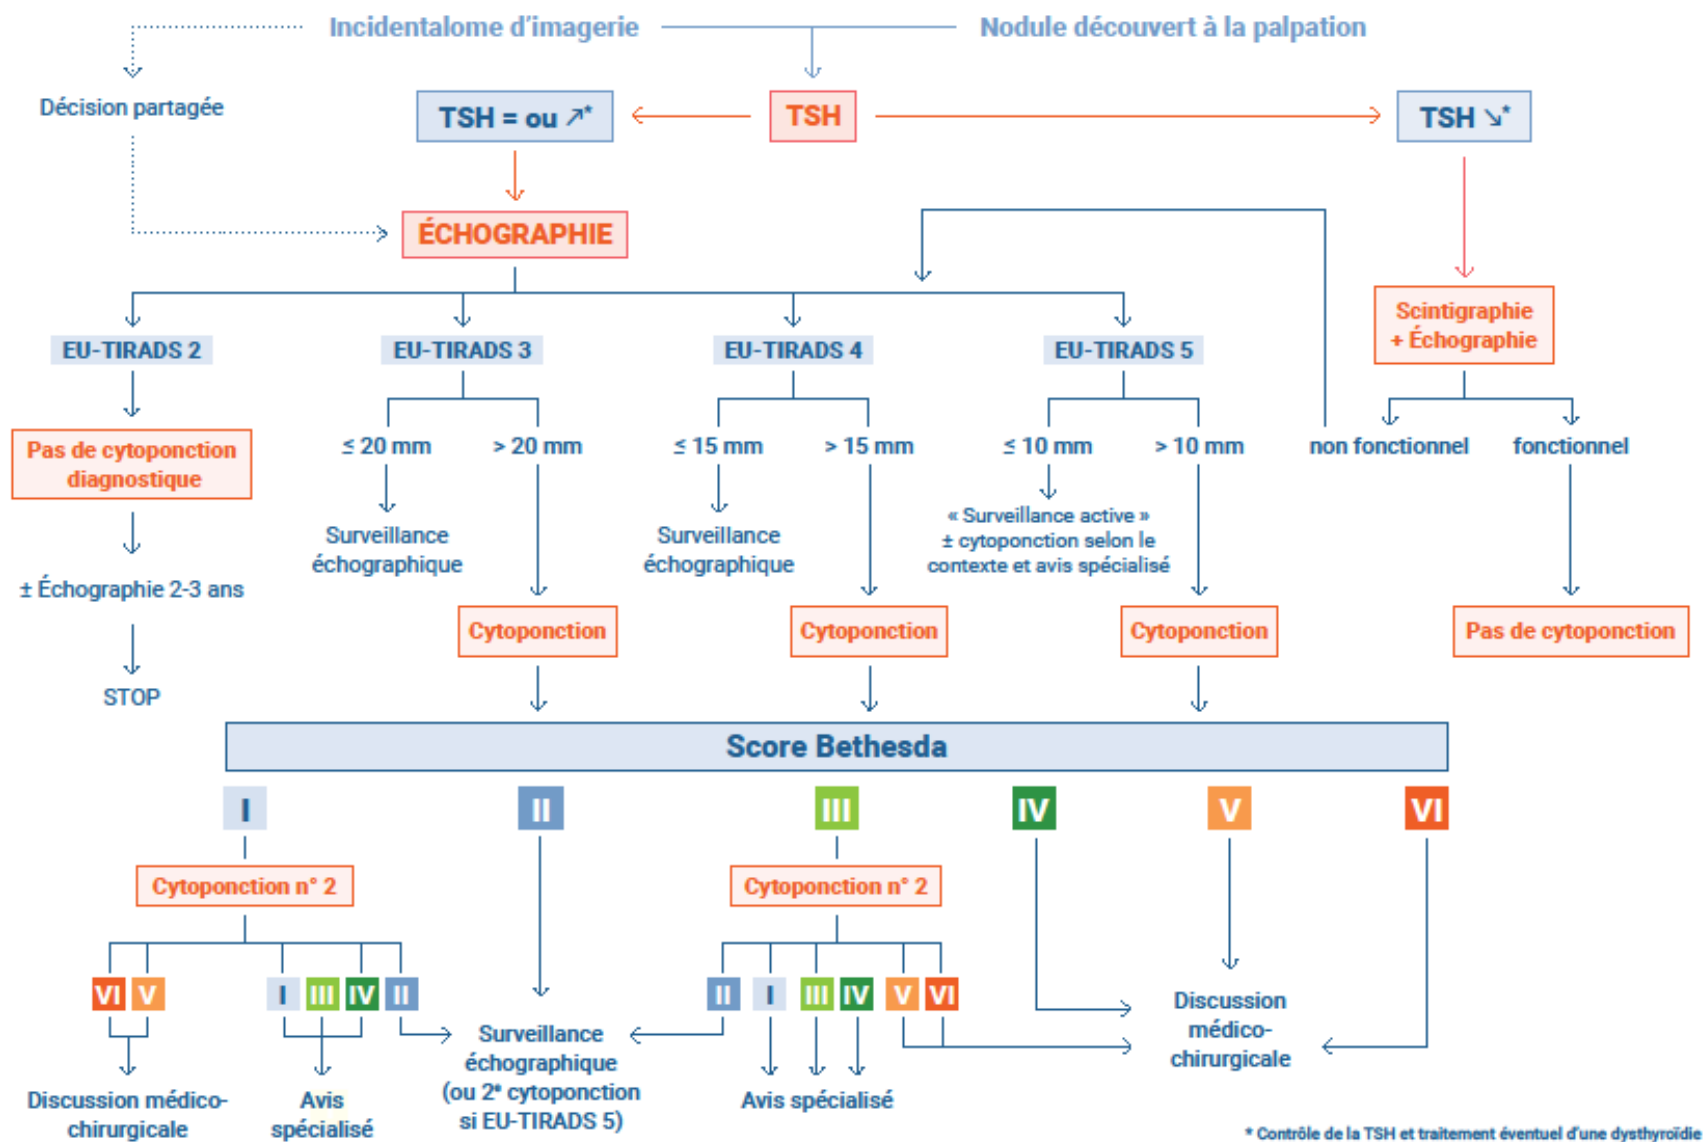 Incidentalome d'imagerie
Nodule découvert à la palpation
Décision partagée
TSH = ou ↗*
TSH
TSH ↘*
ÉCHOGRAPHIE
Scintigraphie
+ Échographie
EU-TIRADS 2
EU-TIRADS 3
EU-TIRADS 4
EU-TIRADS 5
Pas de cytoponction
diagnostique
≤ 20 mm
> 20 mm
≤ 15 mm
> 15 mm
≤ 10 mm
> 10 mm
non fonctionnel
fonctionnel
Surveillance
échographique
Surveillance
échographique
« Surveillance active »
± cytoponction selon le
contexte et avis spécialisé
± Échographie 2-3 ans
Cytoponction
Cytoponction
Cytoponction
Pas de cytoponction
STOP
Score Bethesda
I
II
III
IV
V
VI
Cytoponction n° 2
Cytoponction n° 2
VI
V
I
III
IV
II
II
I
III
IV
V
VI
Discussion médico-
chirurgicale
Avis
spécialisé
Surveillance
échographique
(ou 2e cytoponction
si EU-TIRADS 5)
Avis spécialisé
Discussion
médico-
chirurgicale
* Contrôle de la TSH et traitement éventuel d'une dysthyroïdie